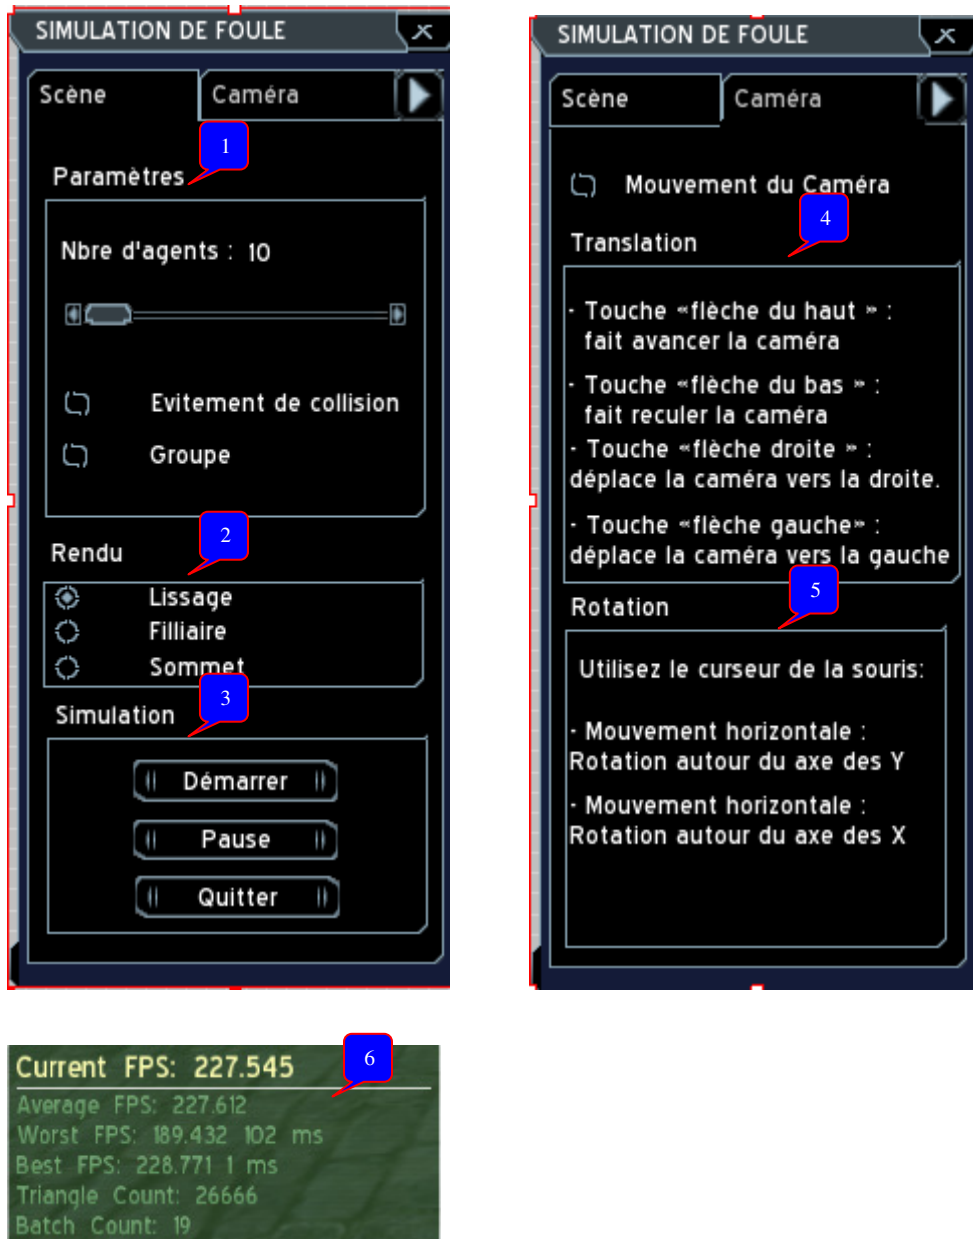 SIMULATION DE FOULE
Scène Caméra
1
Paramètres
Nbre d'agents : 10
Evitement de collision
Groupe
2
Rendu
Lissage
Filliaire
Sommet
3
Simulation
Démarrer
Pause
Quitter
SIMULATION DE FOULE
Scène Caméra
Mouvement du Caméra
4
Translation
- Touche «flèche du haut » :
fait avancer la caméra
- Touche «flèche du bas » :
fait reculer la caméra
- Touche «flèche droite » :
déplace la caméra vers la droite.
- Touche «flèche gauche» :
déplace la caméra vers la gauche
5
Rotation
Utilisez le curseur de la souris:
- Mouvement horizontale :
Rotation autour du axe des Y
- Mouvement horizontale :
Rotation autour du axe des X
6
Current FPS: 227.545
Average FPS: 227.612
Worst FPS: 189.432 102 ms
Best FPS: 228.771 1 ms
Triangle Count: 26666
Batch Count: 19